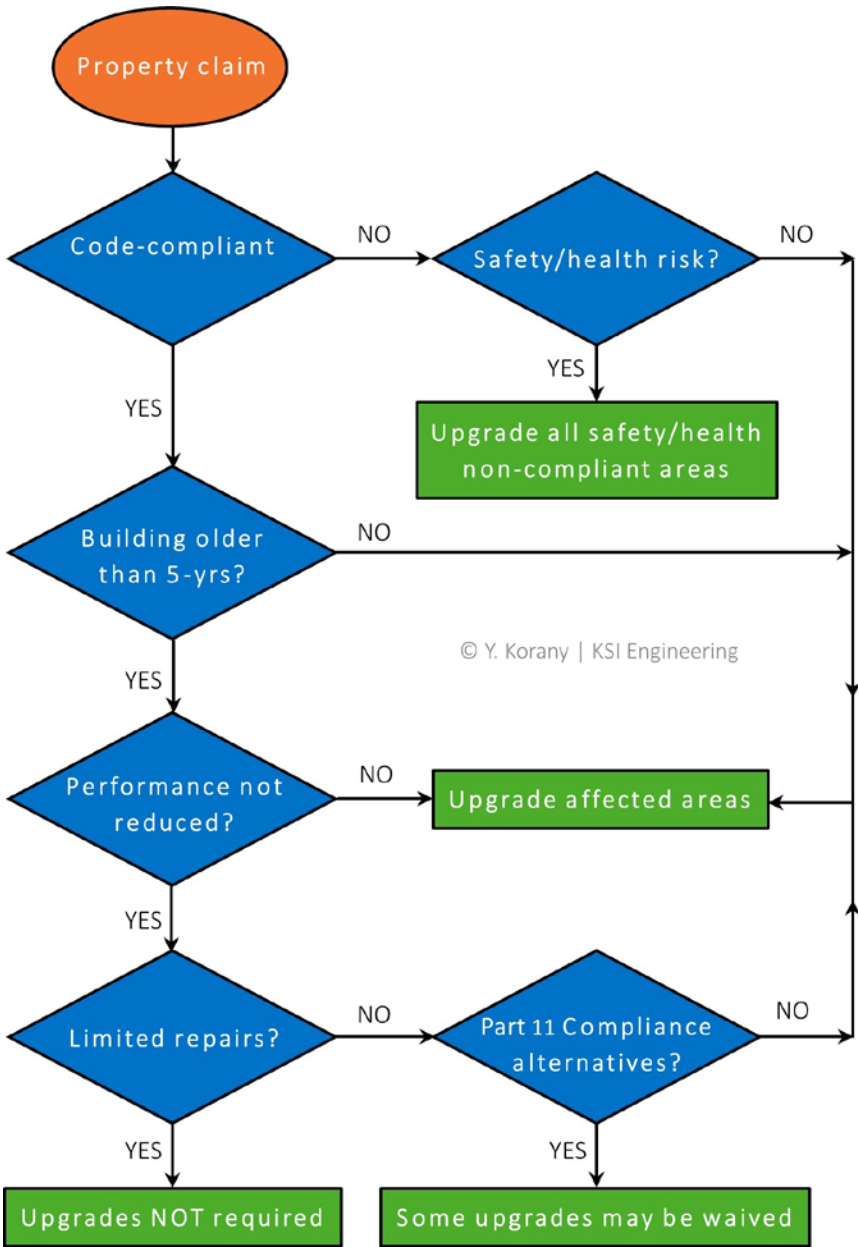 Property claim
Code-compliant
NO
Safety/health risk?
NO
YES
YES
Upgrade all safety/health
non-compliant areas
Building older
than 5-yrs?
NO
© Y. Korany | KSI Engineering
YES
Performance not
reduced?
NO
Upgrade affected areas
YES
Limited repairs?
NO
Part 11 Compliance
alternatives?
NO
YES
YES
Upgrades NOT required
Some upgrades may be waived